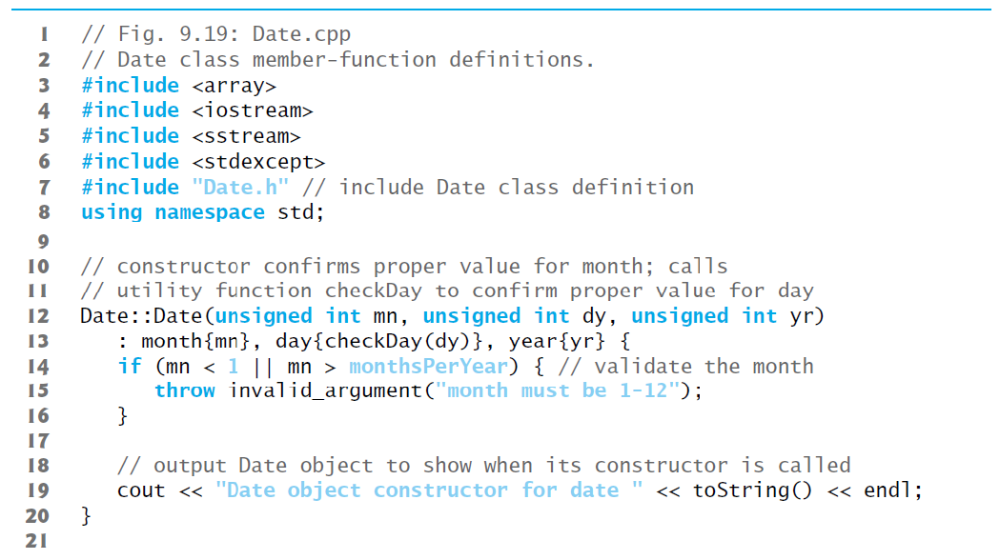 1 // Fig. 9.19: Date.cpp
2 // Date class member-function definitions.
3 #include <array>
4 #include <iostream>
5 #include <sstream>
6 #include <stdexcept>
7 #include "Date.h" // include Date class definition
8 using namespace std;
9
10 // constructor confirms proper value for month; calls
11 // utility function checkDay to confirm proper value for day
12 Date::Date(unsigned int mn, unsigned int dy, unsigned int yr)
13    : month{mn}, day{checkDay(dy)}, year{yr} {
14    if (mn < 1 || mn > monthsPerYear) { // validate the month
15       throw invalid_argument("month must be 1-12");
16    }
17
18    // output Date object to show when its constructor is called
19    cout << "Date object constructor for date " << toString() << endl;
20 }
21